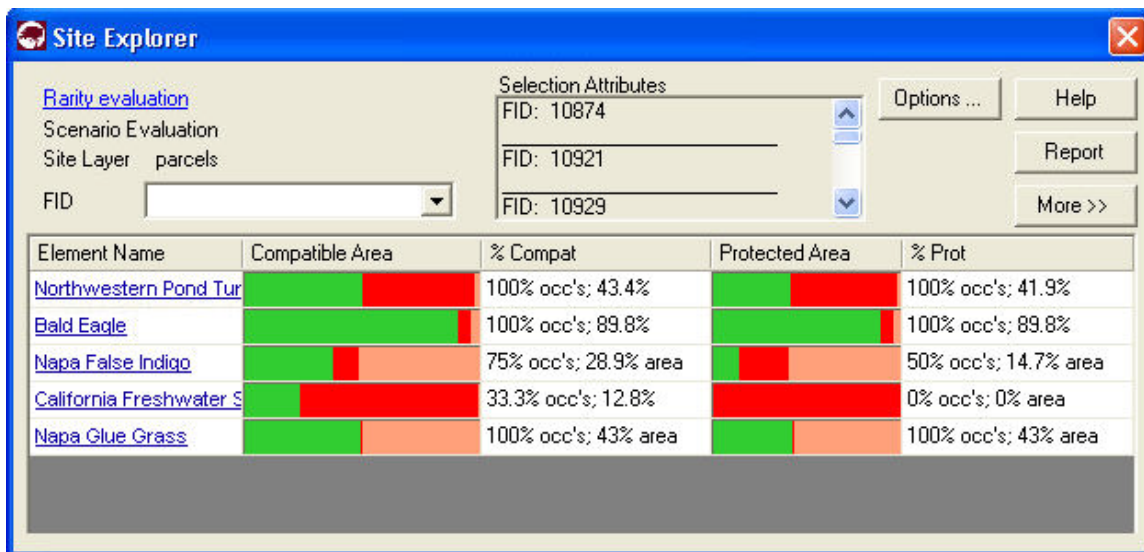 Site Explorer
Rarity evaluation
Scenario Evaluation
Site Layer parcels
FID
Selection Attributes
FID: 10874
FID: 10921
FID: 10929
Options ...
Help
Report
More >>
Element Name Compatible Area % Compat Protected Area % Prot
Northwestern Pond Tur 100% occ's; 43.4% 100% occ's; 41.9%
Bald Eagle 100% occ's; 89.8% 100% occ's; 89.8%
Napa False Indigo 75% occ's; 28.9% area 50% occ's; 14.7% area
California Freshwater S 33.3% occ's; 12.8% 0% occ's; 0% area
Napa Glue Grass 100% occ's; 43% area 100% occ's; 43% area